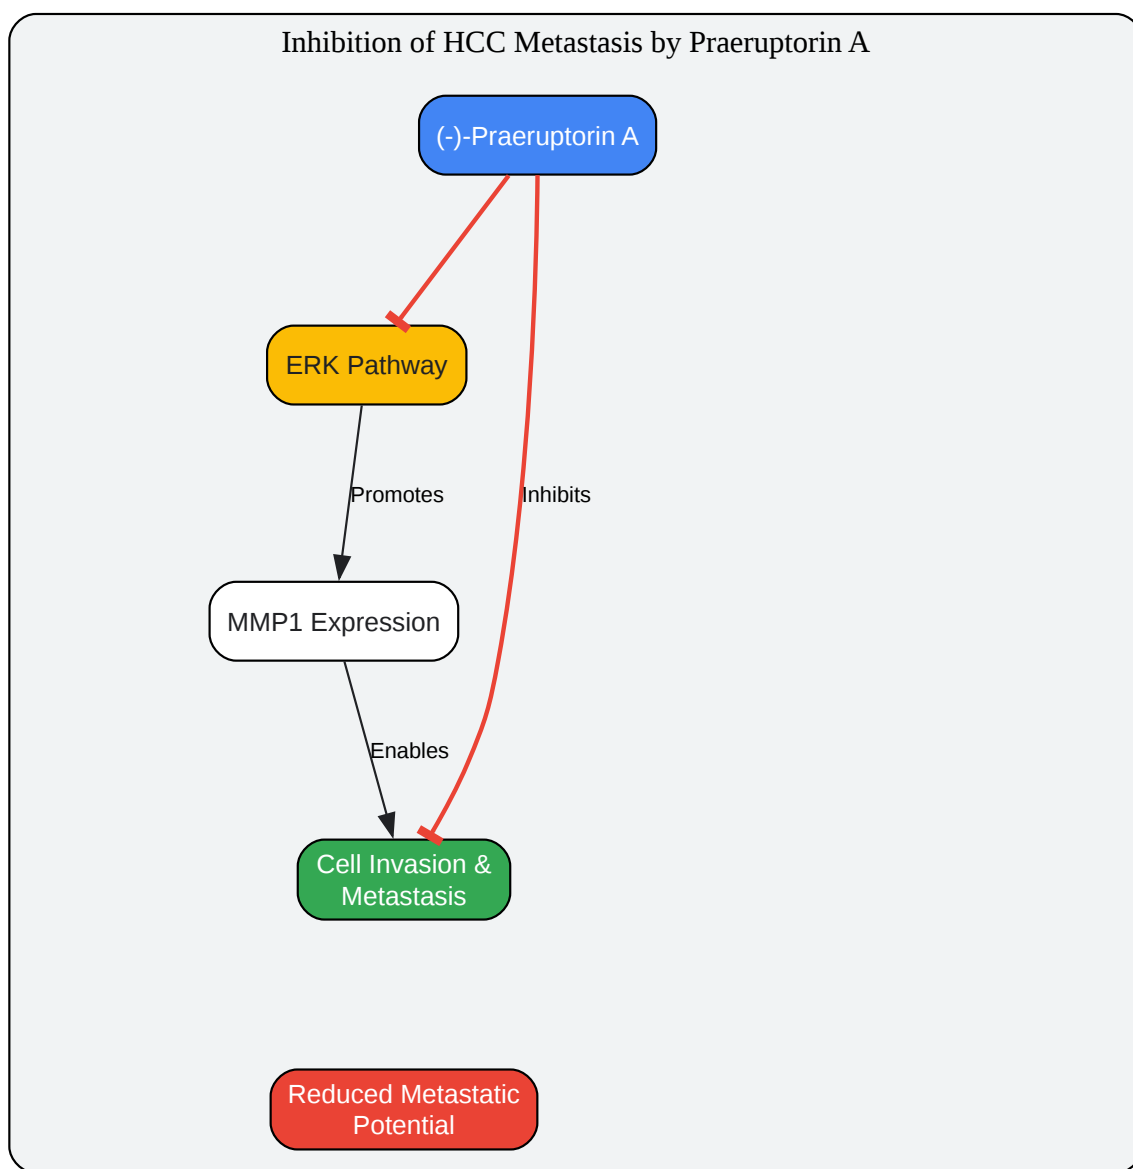 Inhibition of HCC Metastasis by Praeruptorin A
(-)-Praeruptorin A
ERK Pathway
Promotes
Inhibits
MMP1 Expression
Enables
Cell Invasion &
Metastasis
Reduced Metastatic
Potential